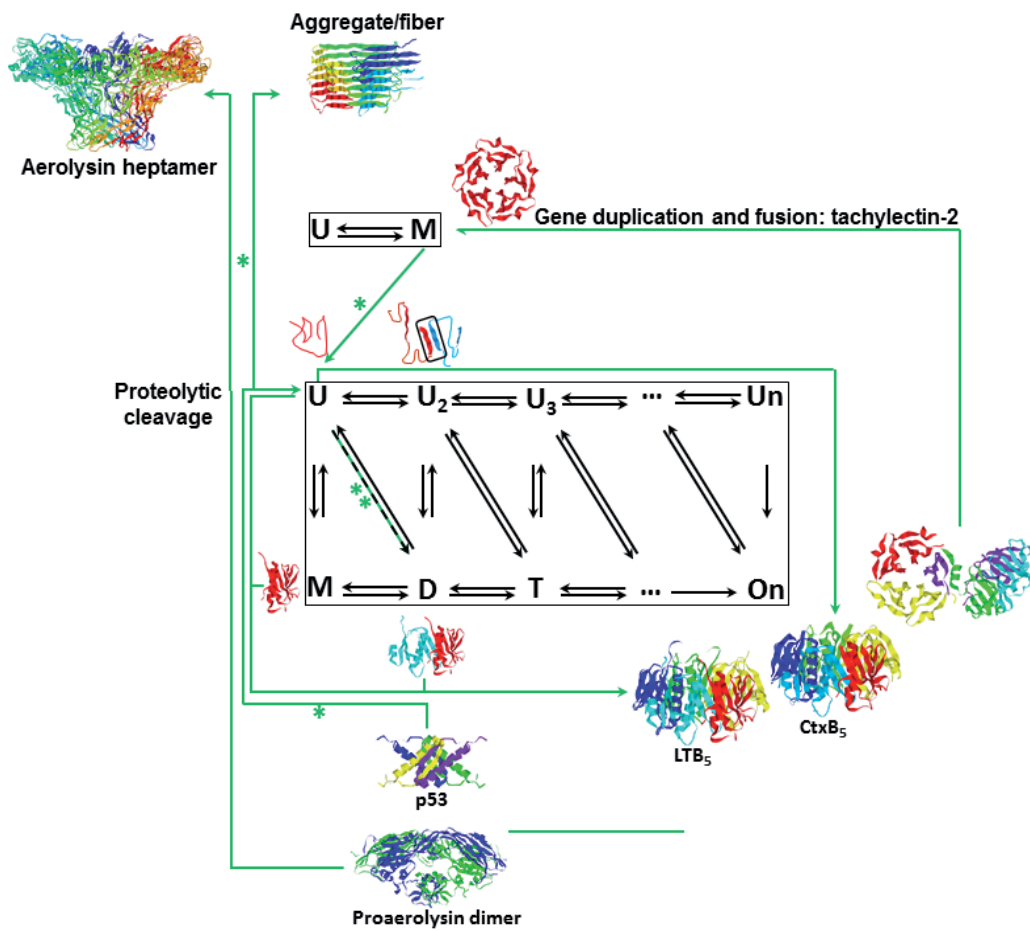 Aggregate/fiber
Aerolysin heptamer
Gene duplication and fusion: tachylectin-2
U M
*
*
Proteolytic
cleavage
U U₂ U₃ ... Un
*
*
M D T ... On
*
CtxB₅
LTB₅
p53
Proaerolysin dimer